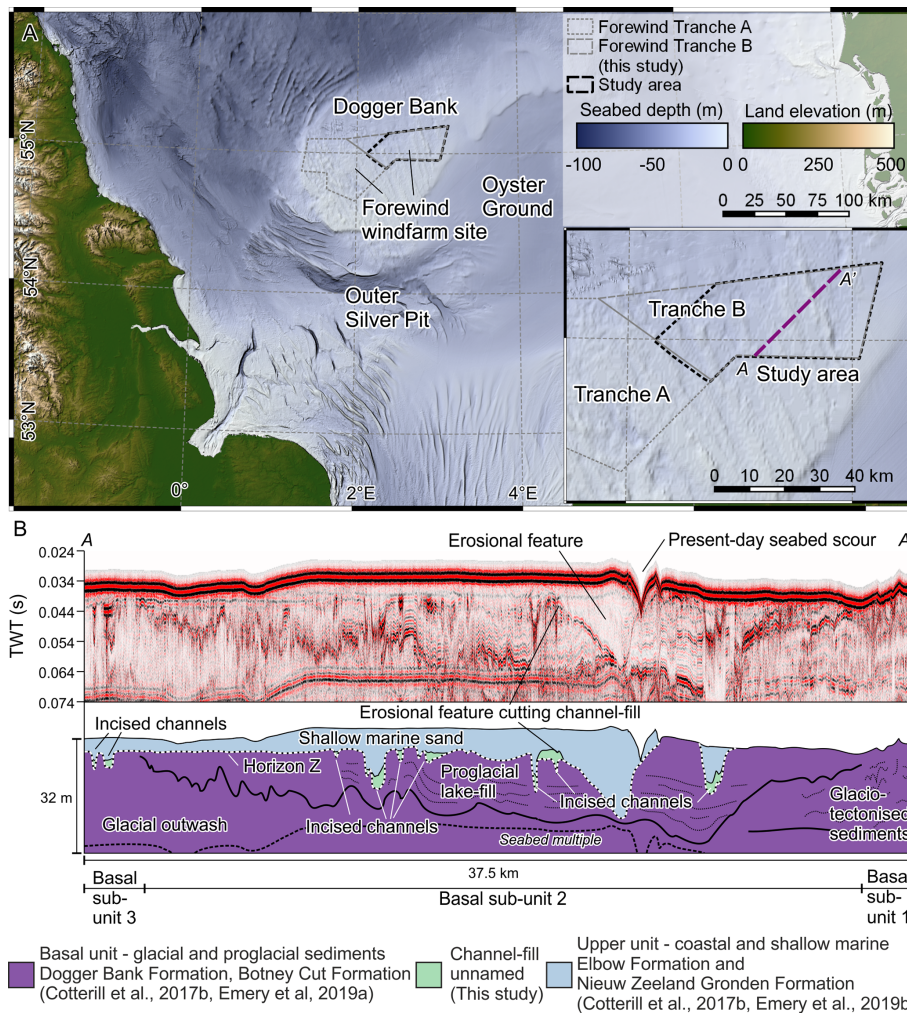 A
Forewind Tranche A
Forewind Tranche B
(this study)
Study area
Seabed depth (m)
Land elevation (m)
-100
-50
0
0
250
500
0 25 50 75 100 km
Dogger Bank
Oyster
Ground
Forewind
windfarm site
Outer
Silver Pit
55°N
54°N
53°N
0°
2°E
4°E
Tranche B
A'
A
Study area
Tranche A
0 10 20 30 40 km
B
A
Erosional feature
Present-day seabed scour
A
0.024
0.034
0.044
0.054
0.064
0.074
TWT (s)
Erosional feature cutting channel-fill
Incised channels
Shallow marine sand
Horizon Z
Proglacial
lake-fill
Glacio-
tectonised
sediments
32 m
Glacial outwash
Incised channels
Incised channels
Seabed multiple
37.5 km
Basal
sub-
unit 3
Basal sub-unit 2
Basa
sub-
unit 1
Basal unit - glacial and proglacial sediments
Dogger Bank Formation, Botney Cut Formation
(Cotterill et al., 2017b, Emery et al, 2019a)
Channel-fill
unnamed
(This study)
Upper unit - coastal and shallow marine
Elbow Formation and
Nieuw Zeeland Gronden Formation
(Cotterill et al., 2017b, Emery et al., 2019b